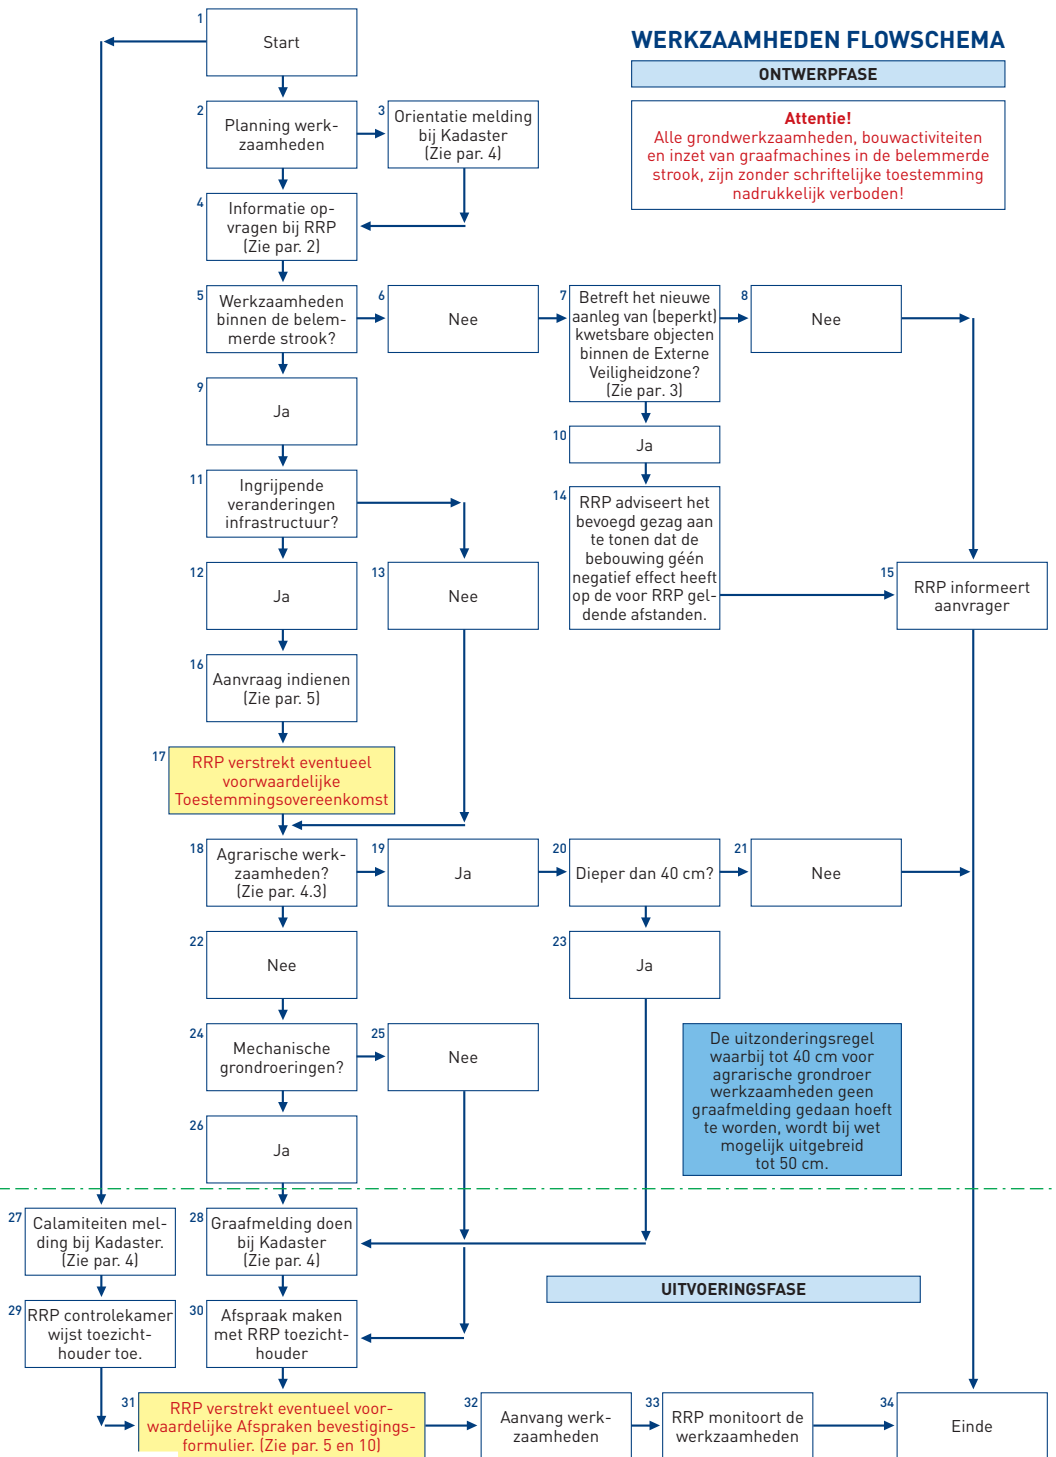 WERKZAAMHEDEN FLOWSCHEMA
ONTWERPFASE
Attentie!
Alle grondwerkzaamheden, bouwactiviteiten
en inzet van graafmachines in de belemmerde
strook, zijn zonder schriftelijke toestemming
nadrukkelijk verboden!
1
Start
2
Planning werk-
zaamheden
3
Orientatie melding
bij Kadaster
(Zie par. 4)
4
Informatie op-
vragen bij RRP
(Zie par. 2)
5
Werkzaamheden
binnen de belem-
merde strook?
6
Nee
7
Betreft het nieuwe
aanleg van (beperkt)
kwetsbare objecten
binnen de Externe
Veiligheidzone?
(Zie par. 3)
8
Nee
9
Ja
10
Ja
11
Ingrijpende
veranderingen
infrastructuur?
12
Ja
13
Nee
14
RRP adviseert het
bevoegd gezag aan
te tonen dat de
bebouwing géén
negatief effect heeft
op de voor RRP gel-
dende afstanden.
15
RRP informeert
aanvrager
16
Aanvraag indienen
(Zie par. 5)
17
RRP verstrekt eventueel
voorwaardelijke
Toestemmingsovereenkomst
18
Agrarische werk-
zaamheden?
(Zie par. 4.3)
19
Ja
20
Dieper dan 40 cm?
21
Nee
22
Nee
23
Ja
24
Mechanische
grondroeringen?
25
Nee
De uitzonderingsregel
waarbij tot 40 cm voor
agrarische grondroer
werkzaamheden geen
graafmelding gedaan hoeft
te worden, wordt bij wet
mogelijk uitgebreid
tot 50 cm.
26
Ja
27
Calamiteiten mel-
ding bij Kadaster.
(Zie par. 4)
28
Graafmelding doen
bij Kadaster
(Zie par. 4)
UITVOERINGSFASE
29
RRP controlekamer
wijst toezicht-
houder toe.
30
Afspraak maken
met RRP toezicht-
houder
31
RRP verstrekt eventueel voor-
waardelijke Afspraken bevestigings-
formulier. (Zie par. 5 en 10)
32
Aanvang werk-
zaamheden
33
RRP monitoort de
werkzaamheden
34
Einde